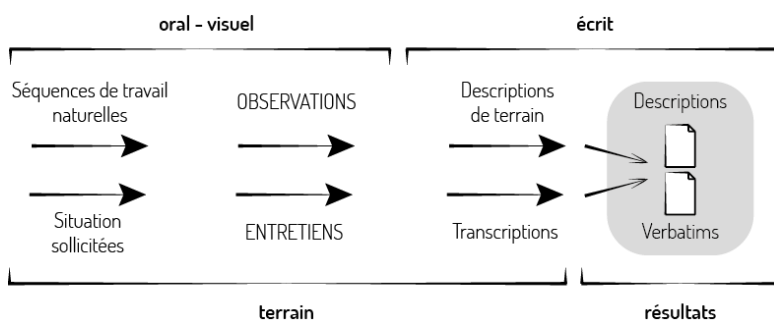 oral - visuel
écrit
Séquences de travail
naturelles
OBSERVATIONS
Descriptions
de terrain
Descriptions
Situation
sollicitées
ENTRETIENS
Transcriptions
Verbatims
terrain
résultats